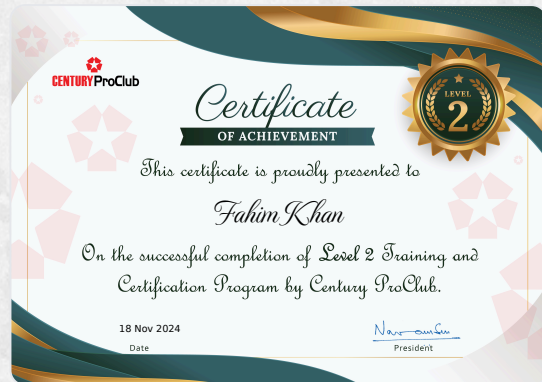 CENTURY ProClub
LEVEL
2
Certificate
OF ACHIEVEMENT
This certificate is proudly presented to
Fahim Khan
On the successful completion of Level 2 Training and
Certification Program by Century ProClub.
18 Nov 2024
Date
President